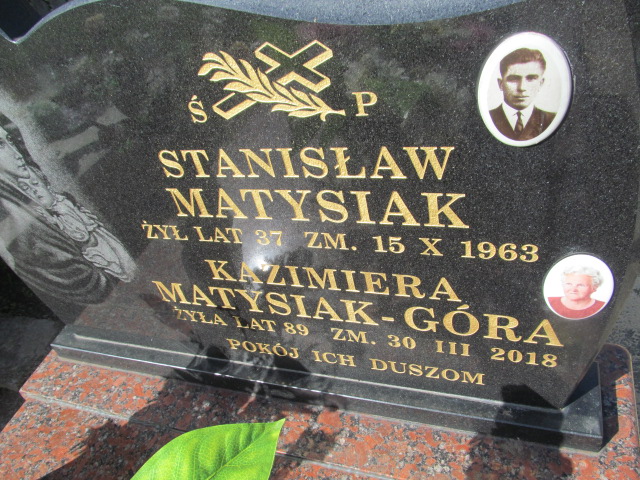 Ś P
STANISŁAW
MATYSIAK
ŻYŁ LAT 37 ZM. 15 X 1963
KAZIMIERA
MATYSIAK-GÓRA
ŻYŁA LAT 89 ZM. 30 III 2018
POKÓJ ICH DUSZOM